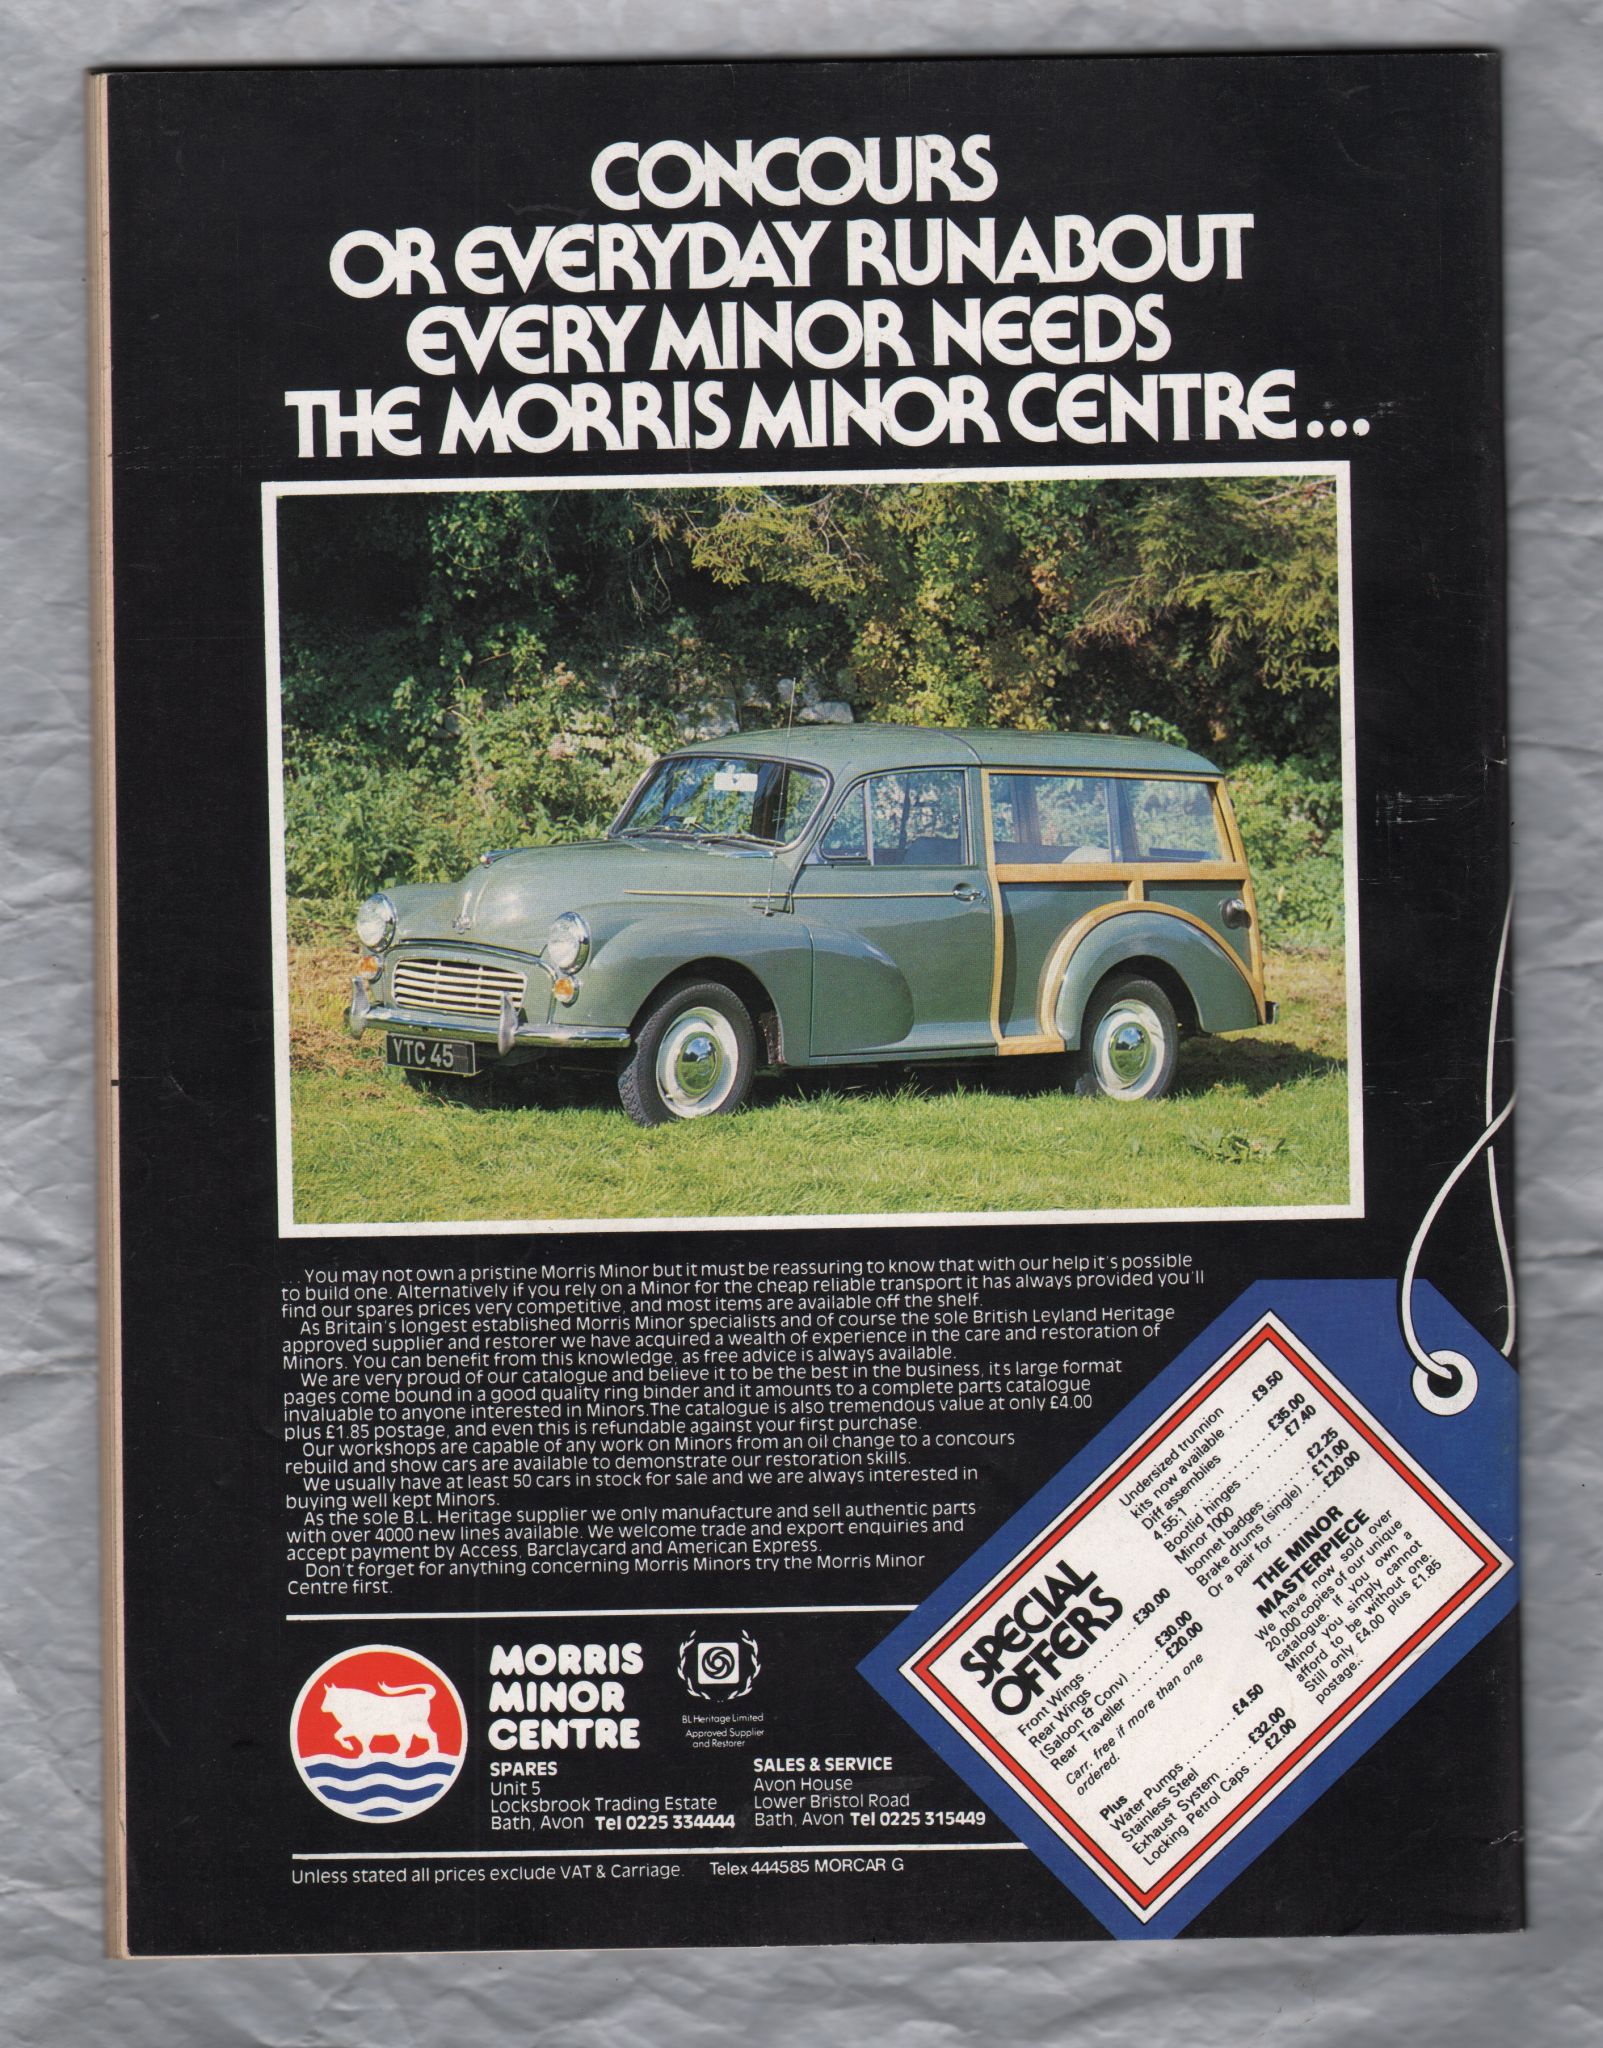 CONCOURS
OR EVERYDAY RUNABOUT
EVERY MINOR NEEDS
THE MORRIS MINOR CENTRE...
YTC 45
... You may not own a pristine Morris Minor but it must be reassuring to know that with our help it's possible
to build one. Alternatively if you rely on a Minor for the cheap reliable transport it has always provided you'll
find our spares prices very competitive, and most items are available off the shelf.
As Britain's longest established Morris Minor specialists and of course the sole British Leyland Heritage
approved supplier and restorer we have acquired a wealth of experience in the care and restoration of
Minors. You can benefit from this knowledge, as free advice is always available.
We are very proud of our catalogue and believe it to be the best in the business, it's large format
pages come bound in a good quality ring binder and it amounts to a complete parts catalogue
invaluable to anyone interested in Minors. The catalogue is also tremendous value at only £4.00
plus £1.85 postage, and even this is refundable against your first purchase.
Our workshops are capable of any work on Minors from an oil change to a concours
rebuild and show cars are available to demonstrate our restoration skills.
We usually have at least 50 cars in stock for sale and we are always interested in
buying well kept Minors.
As the sole B.L. Heritage supplier we only manufacture and sell authentic parts
with over 4000 new lines available. We welcome trade and export enquiries and
accept payment by Access, Barclaycard and American Express.
Don't forget for anything concerning Morris Minors try the Morris Minor
Centre first.
MORRIS
MINOR
CENTRE
BL Heritage Limited
Approved Supplier
and Restorer
SPARES
Unit 5
Locksbrook Trading Estate
Bath, Avon Tel 0225 334444
SALES & SERVICE
Avon House
Lower Bristol Road
Bath, Avon Tel 0225 315449
Unless stated all prices exclude VAT & Carriage. Telex 444585 MORCAR G
SPECIAL
OFFERS
Front Wings ........ £30.00
Rear Wings
(Saloon & Conv) ..... £30.00
Rear Traveller ....... £20.00
Carr. free if more than one
ordered.
Plus
Water Pumps ....... £4.50
Stainless Steel
Exhaust System .... £32.00
Locking Petrol Caps .. £2.00
Undersized trunnion
kits now available .... £9.50
Diff assemblies
4.55:1 ............. £35.00
Bootlid hinges ....... £7.40
Minor 1000
bonnet badges ....... £2.25
Brake drums (single) ... £11.00
Or a pair for ........ £20.00
THE MINOR
MASTERPIECE
We have now sold over
20,000 copies of our unique
catalogue. If you own a
Minor you simply cannot
afford to be without one.
Still only £4.00 plus £1.85
postage..